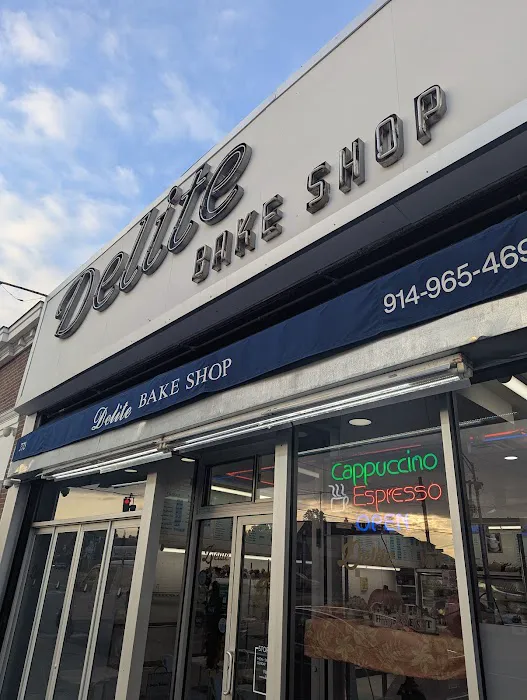 Delite
BAKE SHOP
914-965-469
Delite BAKE SHOP
Cappuccino
Espresso
OPEN